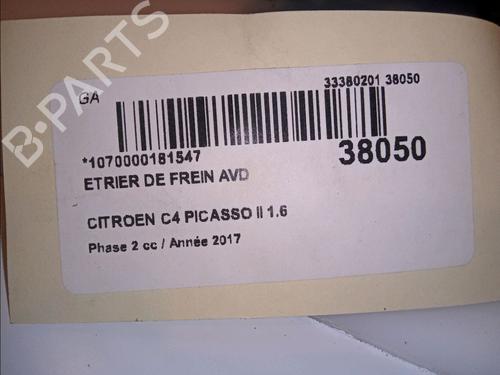 B-PARTS
GA
33380201 38050
*1070000181547
38050
ETRIER DE FREIN AVD
CITROEN C4 PICASSO II 1.6
Phase 2 cc / Année 2017